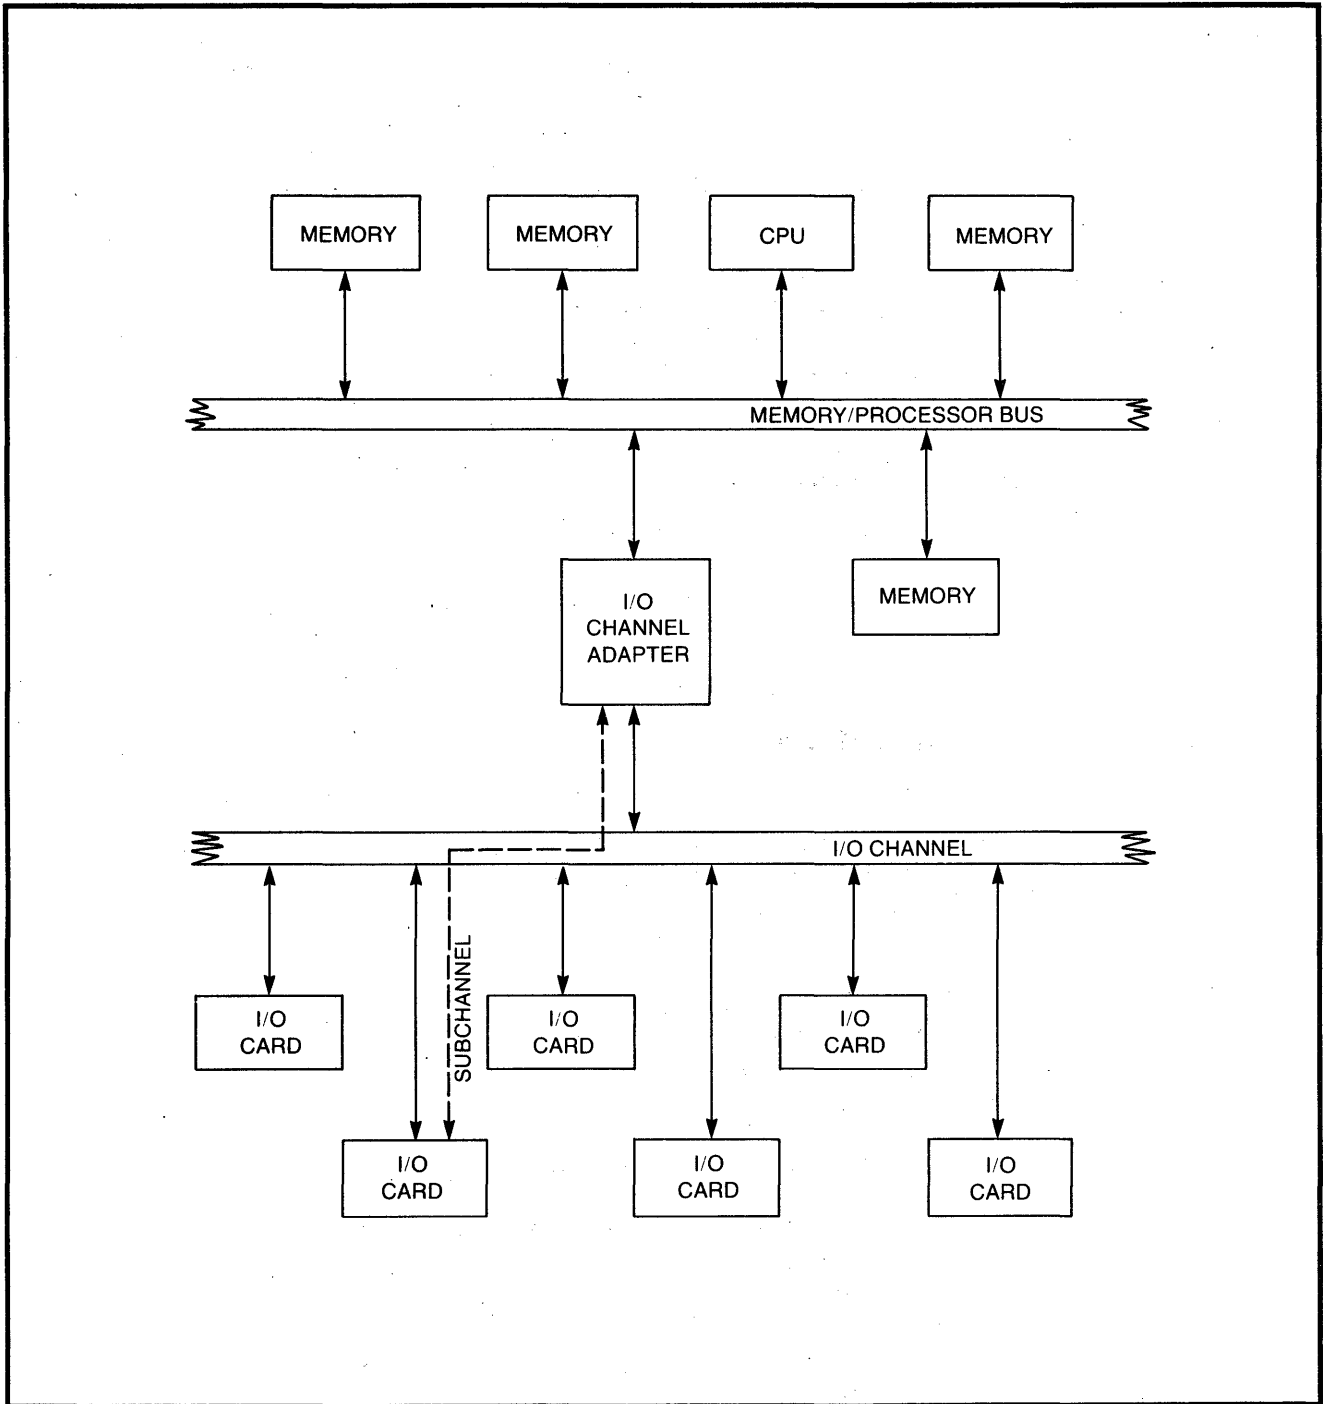 MEMORY
MEMORY
CPU
MEMORY
MEMORY/PROCESSOR BUS
I/O
CHANNEL
ADAPTER
MEMORY
I/O CHANNEL
SUBCHANNEL
I/O
CARD
I/O
CARD
I/O
CARD
I/O
CARD
I/O
CARD
I/O
CARD